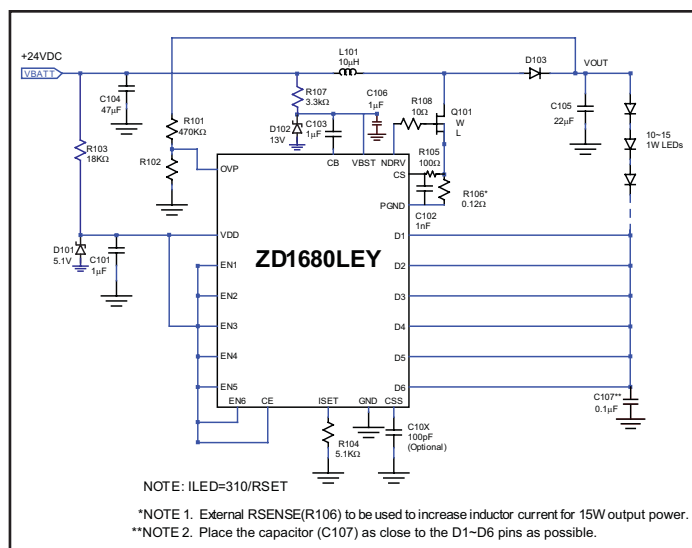 +24VDC
VBATT
L101
10µH
D103
VOUT
C104
47µF
R107
3.3kΩ
C106
1µF
R108
10Ω
Q101
W
L
C105
22µF
R101
470KΩ
D102
13V
C103
1µF
10~15
1W LEDs
R103
18KΩ
R102
R105
100Ω
OVP
CB
VBST
NDRV
CS
R106*
0.12Ω
PGND
C102
1nF
D101
5.1V
C101
1µF
VDD
ZD1680LEY
D1
EN1
D2
EN2
D3
EN3
D4
EN4
D5
EN5
D6
EN6
CE
ISET
GND
CSS
C107**
0.1µF
R104
5.1KΩ
C10X
100pF
(Optional)
NOTE: ILED=310/RSET
*NOTE 1. External RSENSE(R106) to be used to increase inductor current for 15W output power.
**NOTE 2. Place the capacitor (C107) as close to the D1~D6 pins as possible.